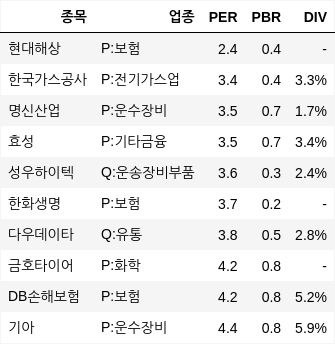 종목 업종 PER PBR DIV
현대해상 P:보험 2.4 0.4 -
한국가스공사 P:전기가스업 3.4 0.4 3.3%
명신산업 P:운수장비 3.5 0.7 1.7%
효성 P:기타금융 3.5 0.7 3.4%
성우하이텍 Q:운송장비부품 3.6 0.3 2.4%
한화생명 P:보험 3.7 0.2 -
다우데이타 Q:유통 3.8 0.5 2.8%
금호타이어 P:화학 4.2 0.8 -
DB손해보험 P:보험 4.2 0.8 5.2%
기아 P:운수장비 4.4 0.8 5.9%